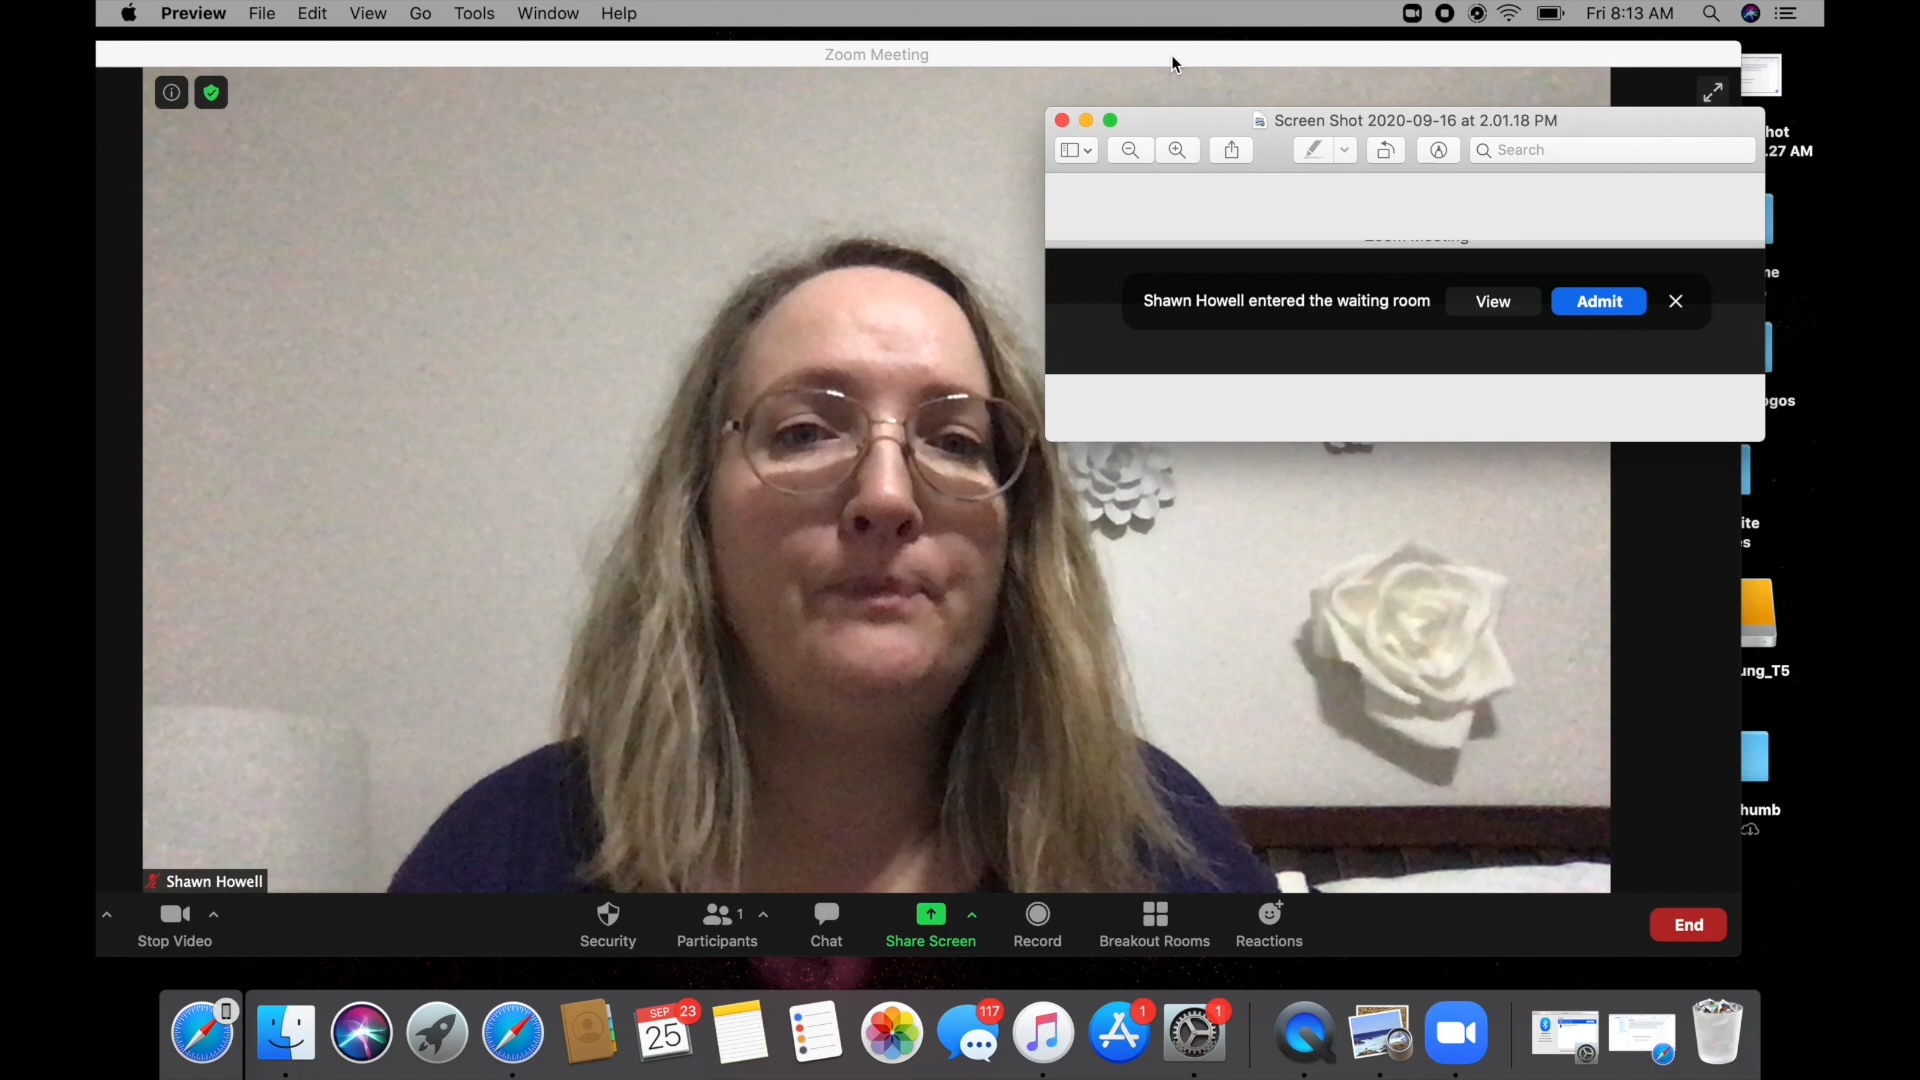 Preview File Edit View Go Tools Window Help Fri 8:13 AM
Zoom Meeting
Screen Shot 2020-09-16 at 2.01.18 PM
Search
hot
.27 AM
Shawn Howell entered the waiting room View Admit
ne
ogos
ite
s
ung_T5
humb
Shawn Howell
Stop Video Security Participants 1 Chat Share Screen Record Breakout Rooms Reactions End
SEP 23
25
117
1
1